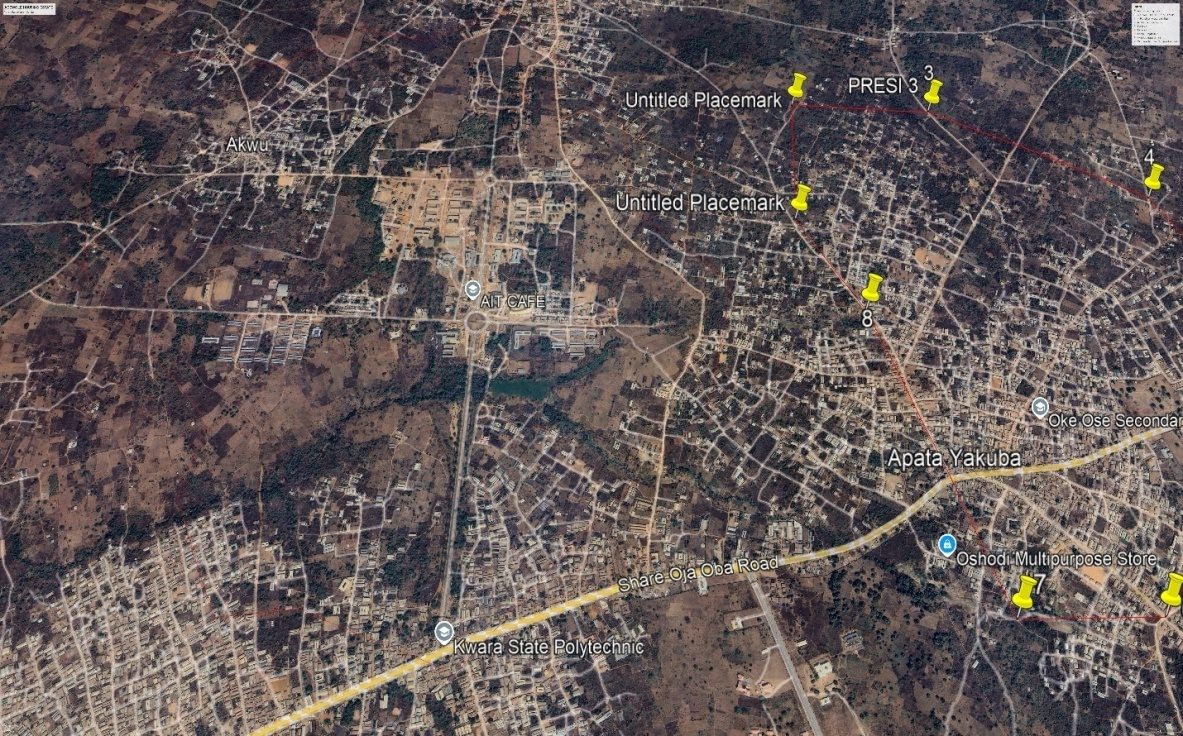 Akwu
Untitled Placemark
PRESI 3
3
4
Untitled Placemark
8
AIT CAFE
Oke Ose Secondar
Apata Yakuba
Oshodi Multipurpose Store
Share-Oja Oba Road
7
Kwara State Polytechnic